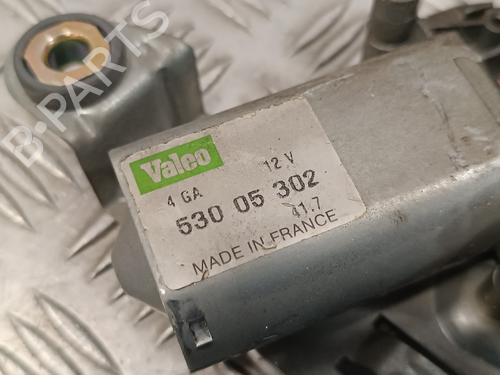 B-PARTS
Valeo
12 V
4 GA
530 05 302
41.7
MADE IN FRANCE